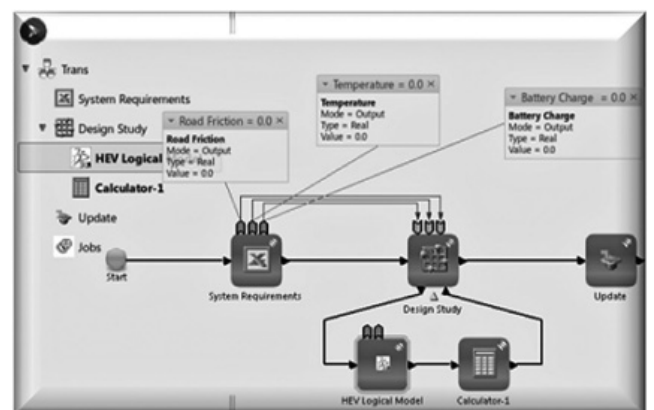 Trans
System Requirements
Design Study
HEV Logical
Calculator-1
Update
Jobs
Road Friction = 0.0 ×
Road Friction
Mode = Output
Type = Real
Value = 0.0
Temperature = 0.0 ×
Temperature
Mode = Output
Type = Real
Value = 0.0
Battery Charge = 0.0 ×
Battery Charge
Mode = Output
Type = Real
Value = 0.0
Start
System Requirements
Design Study
Update
HEV Logical Model
Calculator-1